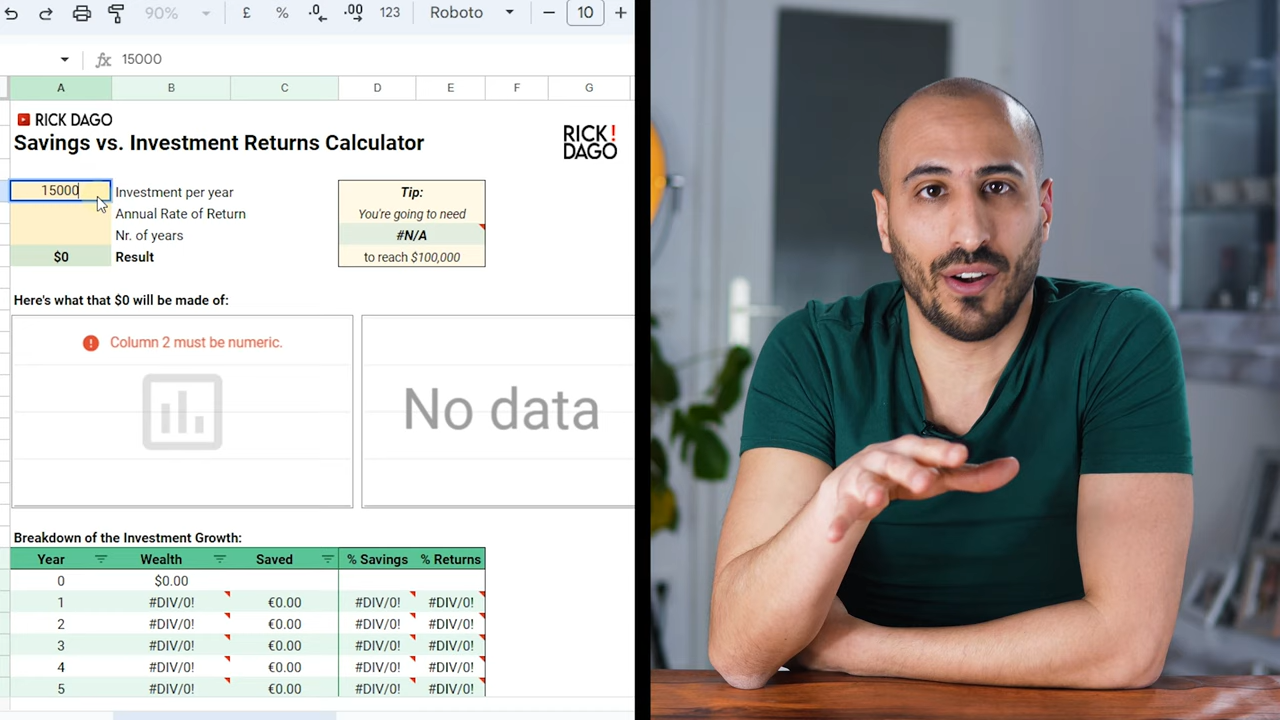 90% £ % .0 .00 123 Roboto 10
fx 15000
A B C D E F G
RICK DAGO
Savings vs. Investment Returns Calculator
RICK!
DAGO
15000 Investment per year
Annual Rate of Return
Nr. of years
$0 Result
Tip:
You're going to need
#N/A
to reach $100,000
Here's what that $0 will be made of:
Column 2 must be numeric.
No data
Breakdown of the Investment Growth:
Year Wealth Saved % Savings % Returns
0 $0.00
1 #DIV/0! €0.00 #DIV/0! #DIV/0!
2 #DIV/0! €0.00 #DIV/0! #DIV/0!
3 #DIV/0! €0.00 #DIV/0! #DIV/0!
4 #DIV/0! €0.00 #DIV/0! #DIV/0!
5 #DIV/0! €0.00 #DIV/0! #DIV/0!